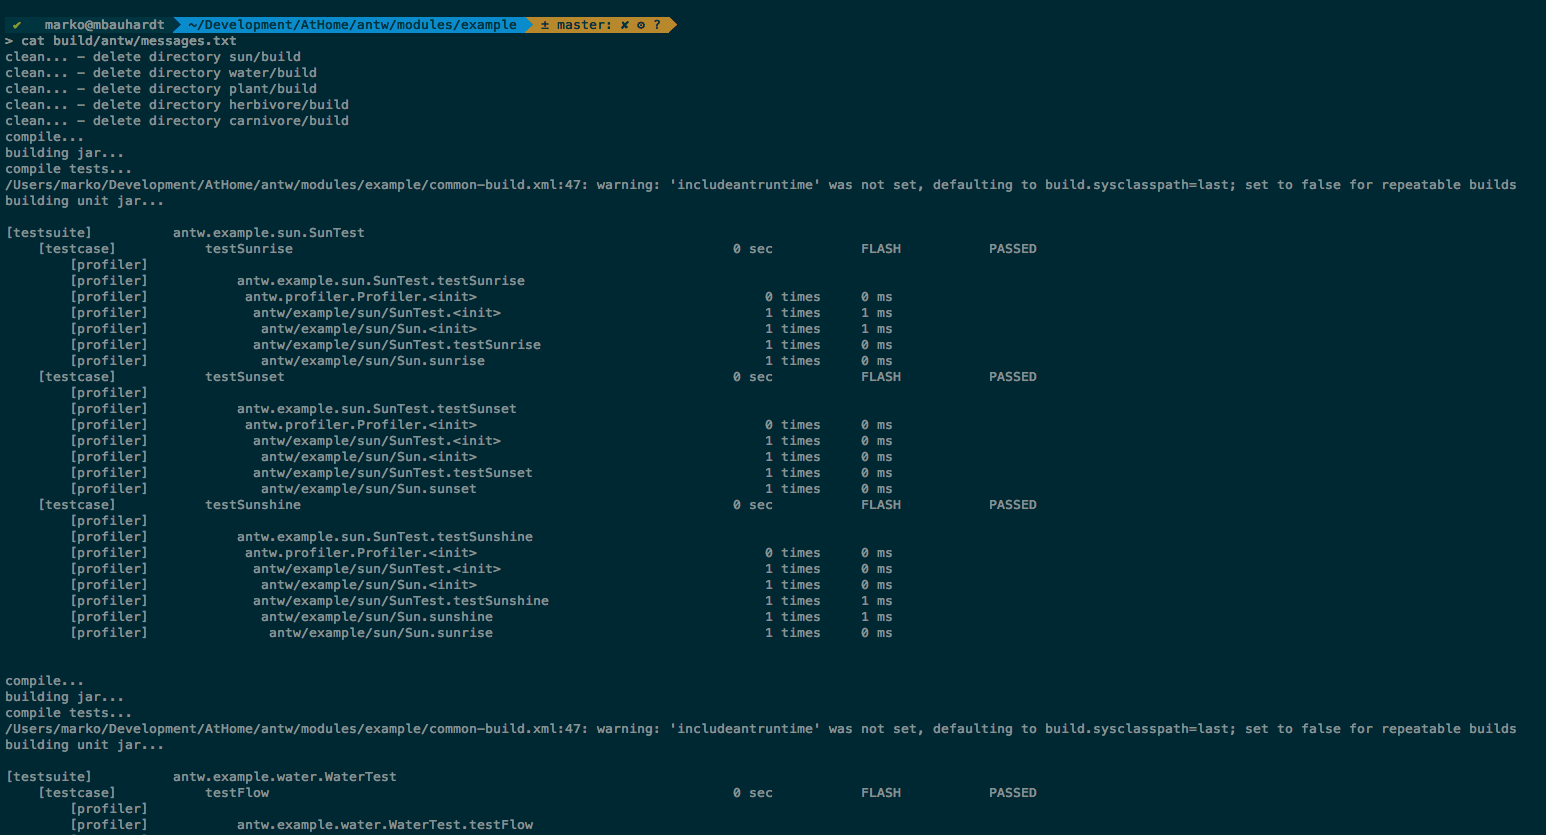 ✔ marko@mbauhardt ~/Development/AtHome/antw/modules/example ± master: ✘ ⚙ ?
> cat build/antw/messages.txt
clean... – delete directory sun/build
clean... – delete directory water/build
clean... – delete directory plant/build
clean... – delete directory herbivore/build
clean... – delete directory carnivore/build
compile...
building jar...
compile tests...
/Users/marko/Development/AtHome/antw/modules/example/common-build.xml:47: warning: 'includeantruntime' was not set, defaulting to build.sysclasspath=last; set to false for repeatable builds
building unit jar...
[testsuite] antw.example.sun.SunTest
[testcase] testSunrise 0 sec FLASH PASSED
[profiler]
[profiler] antw.example.sun.SunTest.testSunrise
[profiler] antw.profiler.Profiler.<init> 0 times 0 ms
[profiler] antw/example/sun/SunTest.<init> 1 times 1 ms
[profiler] antw/example/sun/Sun.<init> 1 times 1 ms
[profiler] antw/example/sun/SunTest.testSunrise 1 times 0 ms
[profiler] antw/example/sun/Sun.sunrise 1 times 0 ms
[testcase] testSunset 0 sec FLASH PASSED
[profiler]
[profiler] antw.example.sun.SunTest.testSunset
[profiler] antw.profiler.Profiler.<init> 0 times 0 ms
[profiler] antw/example/sun/SunTest.<init> 1 times 0 ms
[profiler] antw/example/sun/Sun.<init> 1 times 0 ms
[profiler] antw/example/sun/SunTest.testSunset 1 times 0 ms
[profiler] antw/example/sun/Sun.sunset 1 times 0 ms
[testcase] testSunshine 0 sec FLASH PASSED
[profiler]
[profiler] antw.example.sun.SunTest.testSunshine
[profiler] antw.profiler.Profiler.<init> 0 times 0 ms
[profiler] antw/example/sun/SunTest.<init> 1 times 0 ms
[profiler] antw/example/sun/Sun.<init> 1 times 0 ms
[profiler] antw/example/sun/SunTest.testSunshine 1 times 1 ms
[profiler] antw/example/sun/Sun.sunshine 1 times 1 ms
[profiler] antw/example/sun/Sun.sunrise 1 times 0 ms
compile...
building jar...
compile tests...
/Users/marko/Development/AtHome/antw/modules/example/common-build.xml:47: warning: 'includeantruntime' was not set, defaulting to build.sysclasspath=last; set to false for repeatable builds
building unit jar...
[testsuite] antw.example.water.WaterTest
[testcase] testFlow 0 sec FLASH PASSED
[profiler]
[profiler] antw.example.water.WaterTest.testFlow